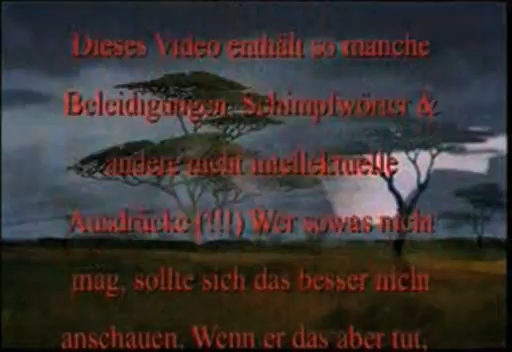 Dieses Video enthält so manche
Beleidigungen, Schimpfwörter &
andere nicht intellektuelle
Ausdrücke (!!!) Wer sowas nicht
mag, sollte sich das besser nicht
anschauen. Wenn er das aber tut,